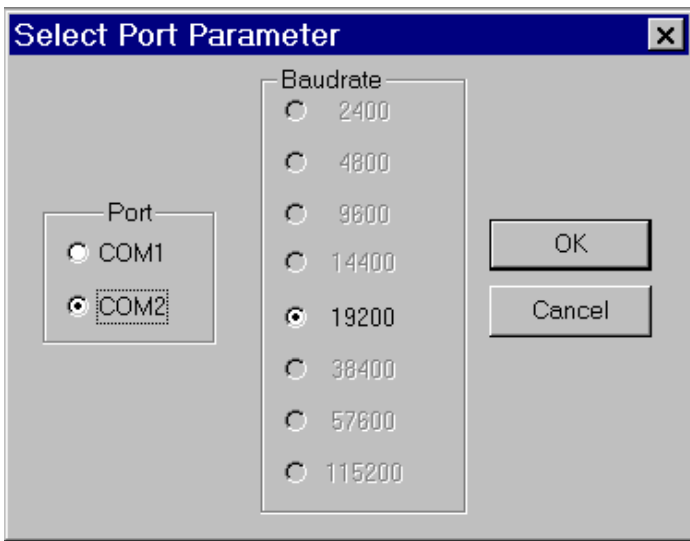 Select Port Parameter
Port
COM1
COM2
Baudrate
2400
4800
9600
14400
19200
38400
57600
115200
OK
Cancel